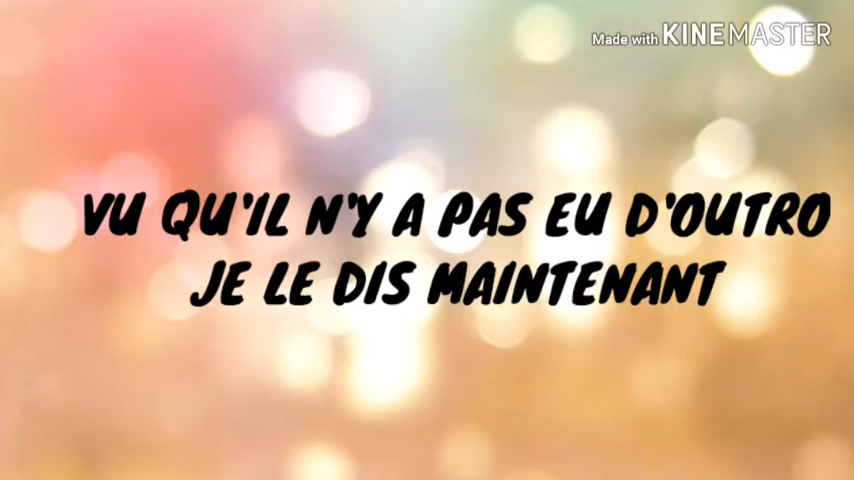 Made with KINEMASTER
VU QU'IL N'Y A PAS EU D'OUTRO
JE LE DIS MAINTENANT